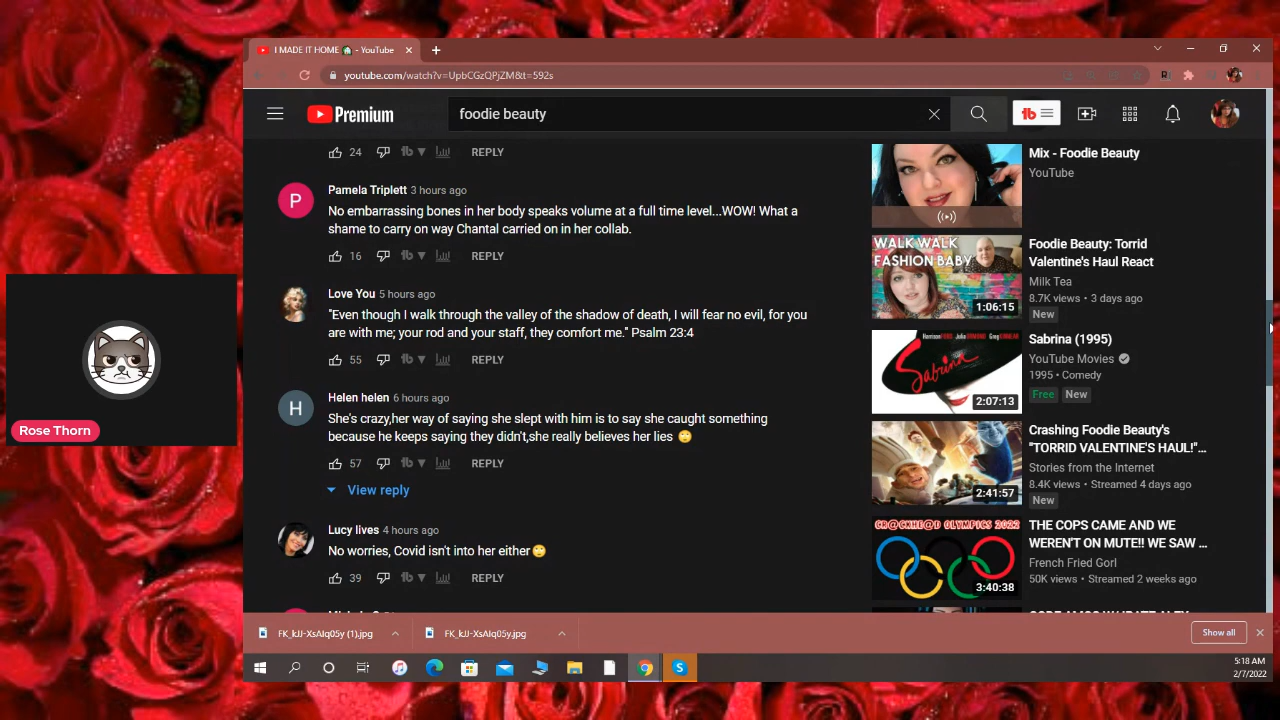 I MADE IT HOME 🏠 - YouTube
youtube.com/watch?v=UpbCGzQPjZM&t=592s
Premium
foodie beauty
24
REPLY
Pamela Triplett 3 hours ago
No embarrassing bones in her body speaks volume at a full time level...WOW! What a
shame to carry on way Chantal carried on in her collab.
16
REPLY
Love You 5 hours ago
"Even though I walk through the valley of the shadow of death, I will fear no evil, for you
are with me; your rod and your staff, they comfort me." Psalm 23:4
55
REPLY
H
Helen helen 6 hours ago
She's crazy,her way of saying she slept with him is to say she caught something
because he keeps saying they didn't,she really believes her lies 🙄
57
REPLY
View reply
Lucy lives 4 hours ago
No worries, Covid isn't into her either🙄
39
REPLY
P
Mix - Foodie Beauty
YouTube
WALK WALK
FASHION BABY
1:06:15
Foodie Beauty: Torrid
Valentine's Haul React
Milk Tea
8.7K views • 3 days ago
New
Sabrina
2:07:13
Sabrina (1995)
YouTube Movies
1995 • Comedy
Free New
2:41:57
Crashing Foodie Beauty's
"TORRID VALENTINE'S HAUL!"...
Stories from the Internet
8.4K views • Streamed 4 days ago
New
CR@CKHE@D OLYMPICS 2022
3:40:38
THE COPS CAME AND WE
WEREN'T ON MUTE!! WE SAW ...
French Fried Gorl
50K views • Streamed 2 weeks ago
Rose Thorn
FK_kJJ-XsAIq05y (1).jpg
FK_kJJ-XsAIq05y.jpg
Show all
5:18 AM
2/7/2022